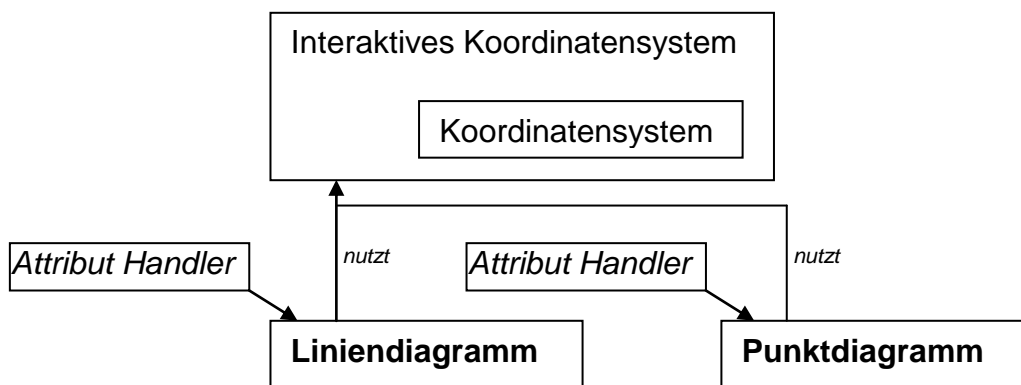 Interaktives Koordinatensystem
Koordinatensystem
Attribut Handler
nutzt
Attribut Handler
nutzt
Liniendiagramm
Punktdiagramm